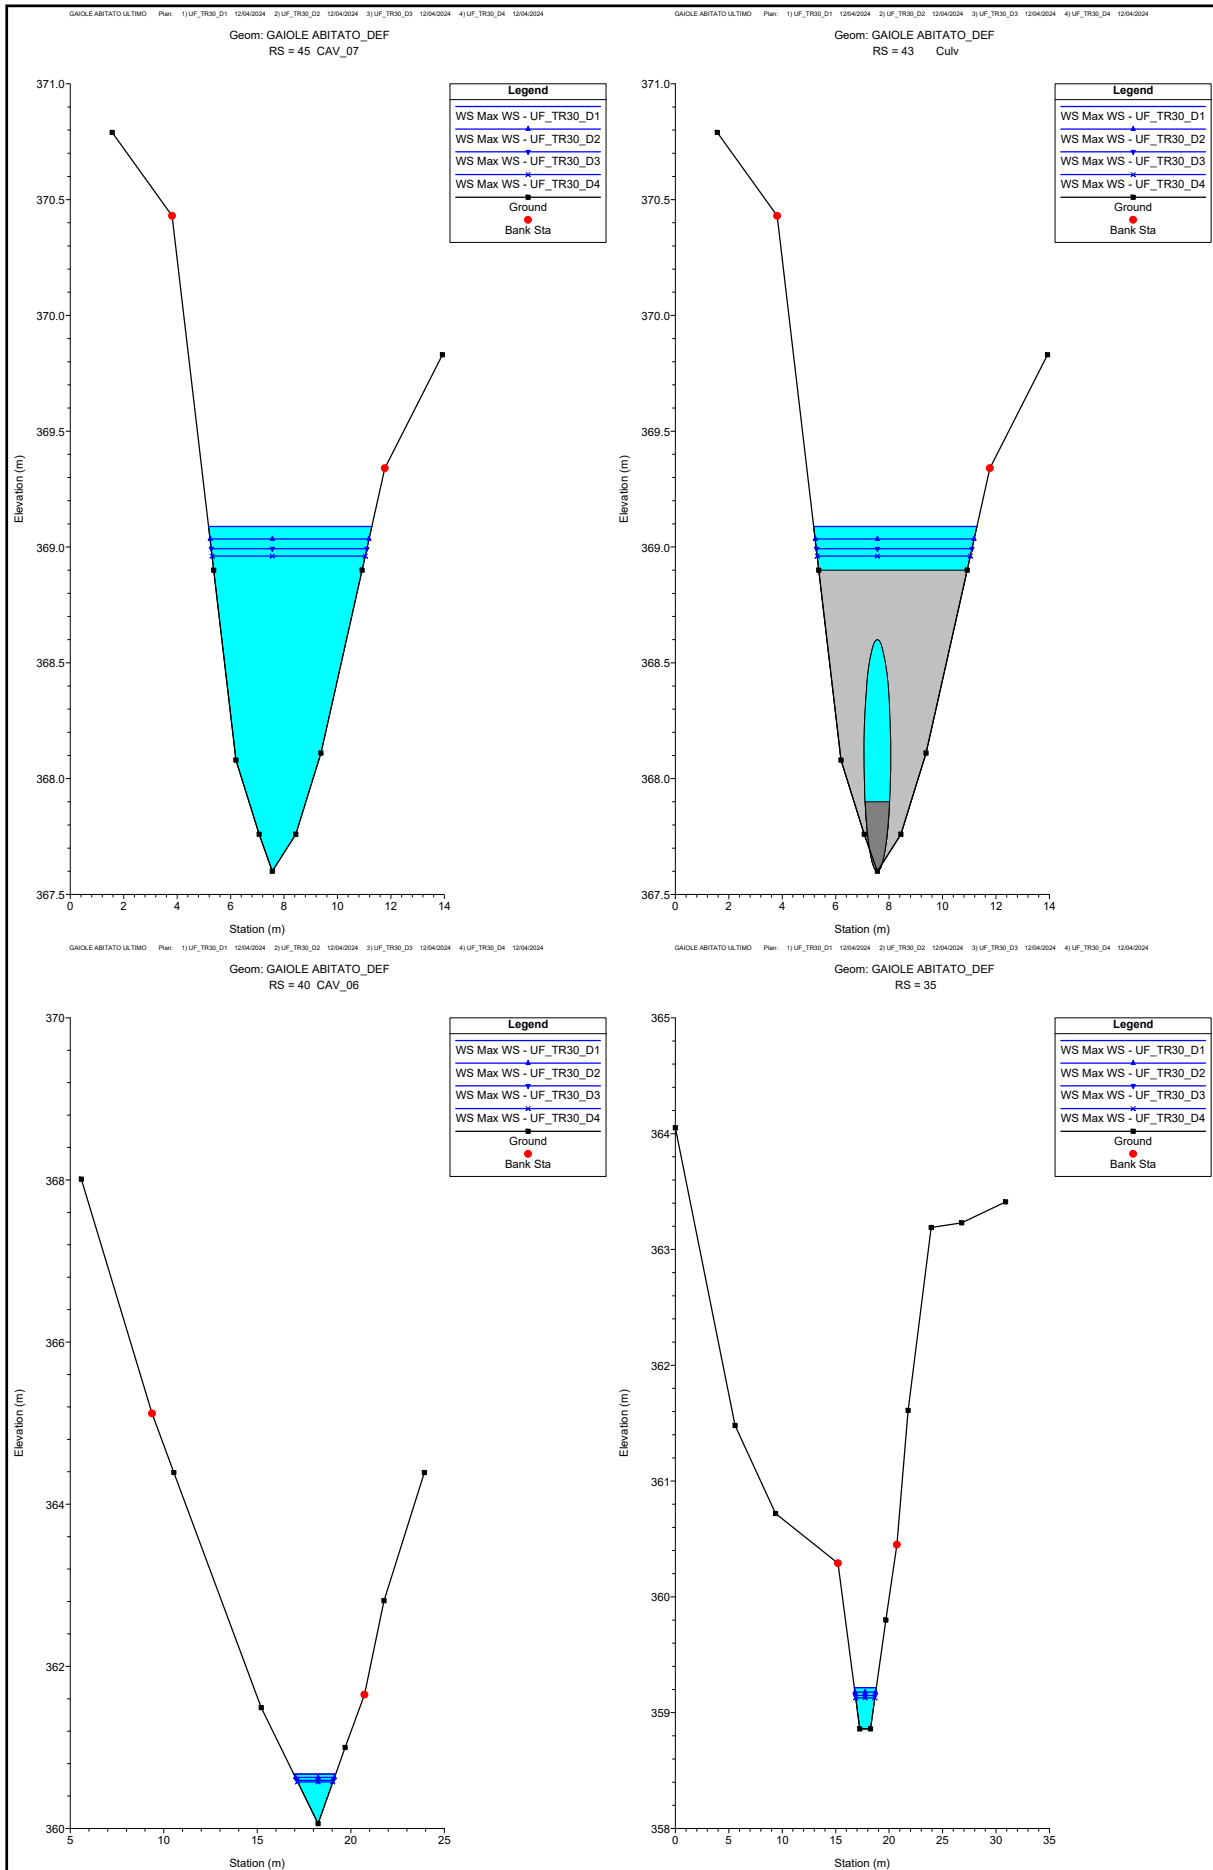 GAIOLE ABITATO ULTIMO Plan: 1) UF_TR30_D1 12/04/2024 2) UF_TR30_D2 12/04/2024 3) UF_TR30_D3 12/04/2024 4) UF_TR30_D4 12/04/2024
Geom: GAIOLE ABITATO_DEF
RS = 45 CAV_07
371.0
370.5
370.0
369.5
369.0
368.5
368.0
367.5
Elevation (m)
0 2 4 6 8 10 12 14
Station (m)
Legend
WS Max WS - UF_TR30_D1
WS Max WS - UF_TR30_D2
WS Max WS - UF_TR30_D3
WS Max WS - UF_TR30_D4
Ground
Bank Sta
GAIOLE ABITATO ULTIMO Plan: 1) UF_TR30_D1 12/04/2024 2) UF_TR30_D2 12/04/2024 3) UF_TR30_D3 12/04/2024 4) UF_TR30_D4 12/04/2024
Geom: GAIOLE ABITATO_DEF
RS = 43 Culv
371.0
370.5
370.0
369.5
369.0
368.5
368.0
367.5
Elevation (m)
0 2 4 6 8 10 12 14
Station (m)
Legend
WS Max WS - UF_TR30_D1
WS Max WS - UF_TR30_D2
WS Max WS - UF_TR30_D3
WS Max WS - UF_TR30_D4
Ground
Bank Sta
GAIOLE ABITATO ULTIMO Plan: 1) UF_TR30_D1 12/04/2024 2) UF_TR30_D2 12/04/2024 3) UF_TR30_D3 12/04/2024 4) UF_TR30_D4 12/04/2024
Geom: GAIOLE ABITATO_DEF
RS = 40 CAV_06
370
368
366
364
362
360
Elevation (m)
5 10 15 20 25
Station (m)
Legend
WS Max WS - UF_TR30_D1
WS Max WS - UF_TR30_D2
WS Max WS - UF_TR30_D3
WS Max WS - UF_TR30_D4
Ground
Bank Sta
GAIOLE ABITATO ULTIMO Plan: 1) UF_TR30_D1 12/04/2024 2) UF_TR30_D2 12/04/2024 3) UF_TR30_D3 12/04/2024 4) UF_TR30_D4 12/04/2024
Geom: GAIOLE ABITATO_DEF
RS = 35
365
364
363
362
361
360
359
358
Elevation (m)
0 5 10 15 20 25 30 35
Station (m)
Legend
WS Max WS - UF_TR30_D1
WS Max WS - UF_TR30_D2
WS Max WS - UF_TR30_D3
WS Max WS - UF_TR30_D4
Ground
Bank Sta